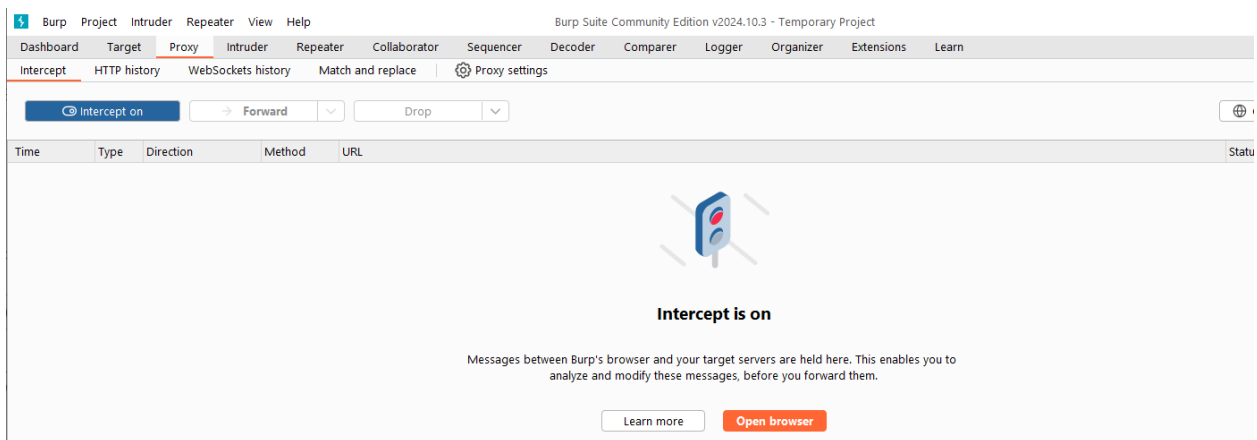 Burp Project Intruder Repeater View Help Burp Suite Community Edition v2024.10.3 - Temporary Project
Dashboard Target Proxy Intruder Repeater Collaborator Sequencer Decoder Comparer Logger Organizer Extensions Learn
Intercept HTTP history WebSockets history Match and replace Proxy settings
Intercept on → Forward Drop
Time Type Direction Method URL Statu
Intercept is on
Messages between Burp's browser and your target servers are held here. This enables you to
analyze and modify these messages, before you forward them.
Learn more Open browser